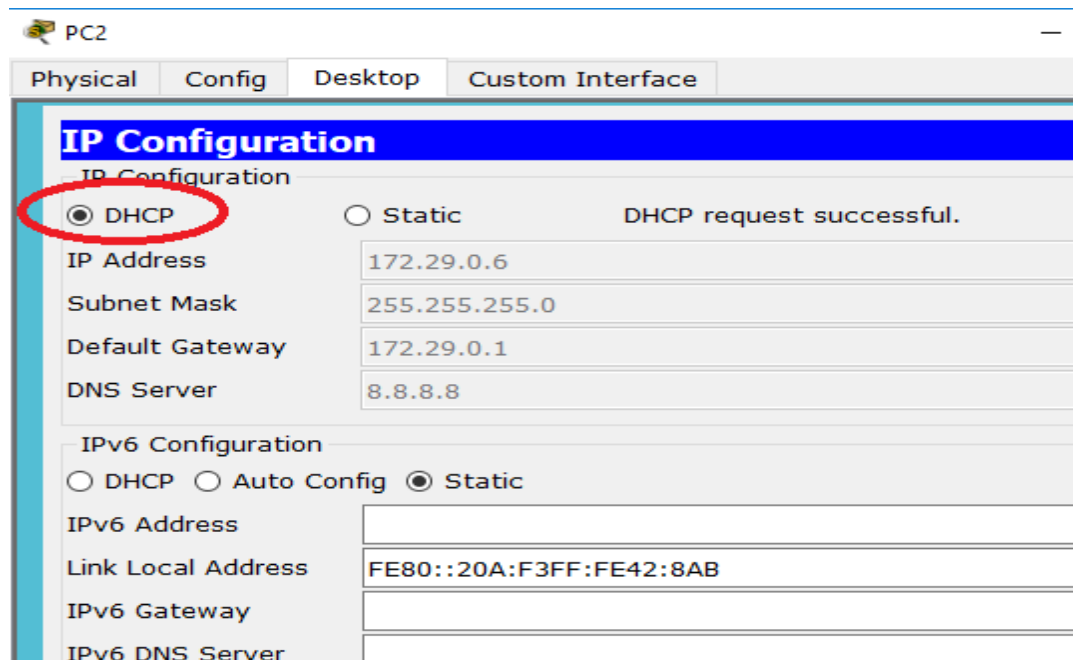 PC2
Physical Config Desktop Custom Interface
IP Configuration
IP Configuration
DHCP Static DHCP request successful.
IP Address 172.29.0.6
Subnet Mask 255.255.255.0
Default Gateway 172.29.0.1
DNS Server 8.8.8.8
IPv6 Configuration
DHCP Auto Config Static
IPv6 Address
Link Local Address FE80::20A:F3FF:FE42:8AB
IPv6 Gateway
IPv6 DNS Server